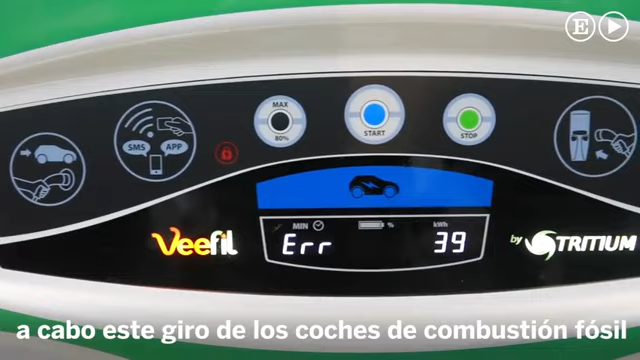 E
MAX
80%
START
STOP
SMS
APP
MIN
%
kWh
Err
39
Veefil
by TRITIUM
a cabo este giro de los coches de combustión fósil